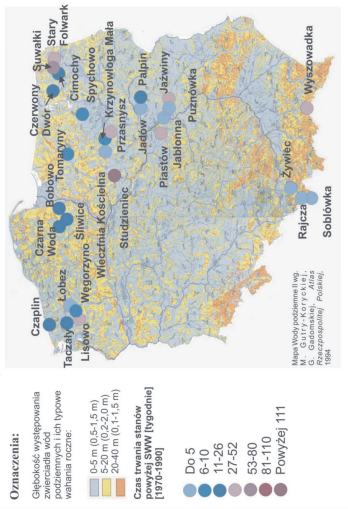 Oznaczenia:
Głębokość występowania
zwierciadła wód
podziemnych i ich typowe
wahania roczne:
0-5 m (0,5-1,5 m)
5-20 m (0,2-2,0 m)
20-40 m (0,1-1,5 m)
Czas trwania stanów
powyżej SWW [tygodnie]
[1970-1990]
Do 5
6-10
11-26
27-52
53-80
81-110
Powyżej 111
Czaplin
Łobez
Taczały
Węgorzyno
Lisowo
Czarna
Woda
Bobowo
Śliwice
Tomaryny
Czerwony
Dwór
Suwałki
Stary
Folwark
Cimochy
Spychowo
Krzynowłoga Mała
Przasnysz
Wieczfnia Kościelna
Studzieniec
Palpin
Jadów
Jaźwiny
Piastów
Jabłonna
Puznówka
Żywiec
Rajcza
Soblówka
Wyszowadka
Mapa Wody podziemne II wg.
M. Gutry-Koryckiej,
G. Gadomskiej, Atlas
Rzeczpospolitej Polskiej,
1994